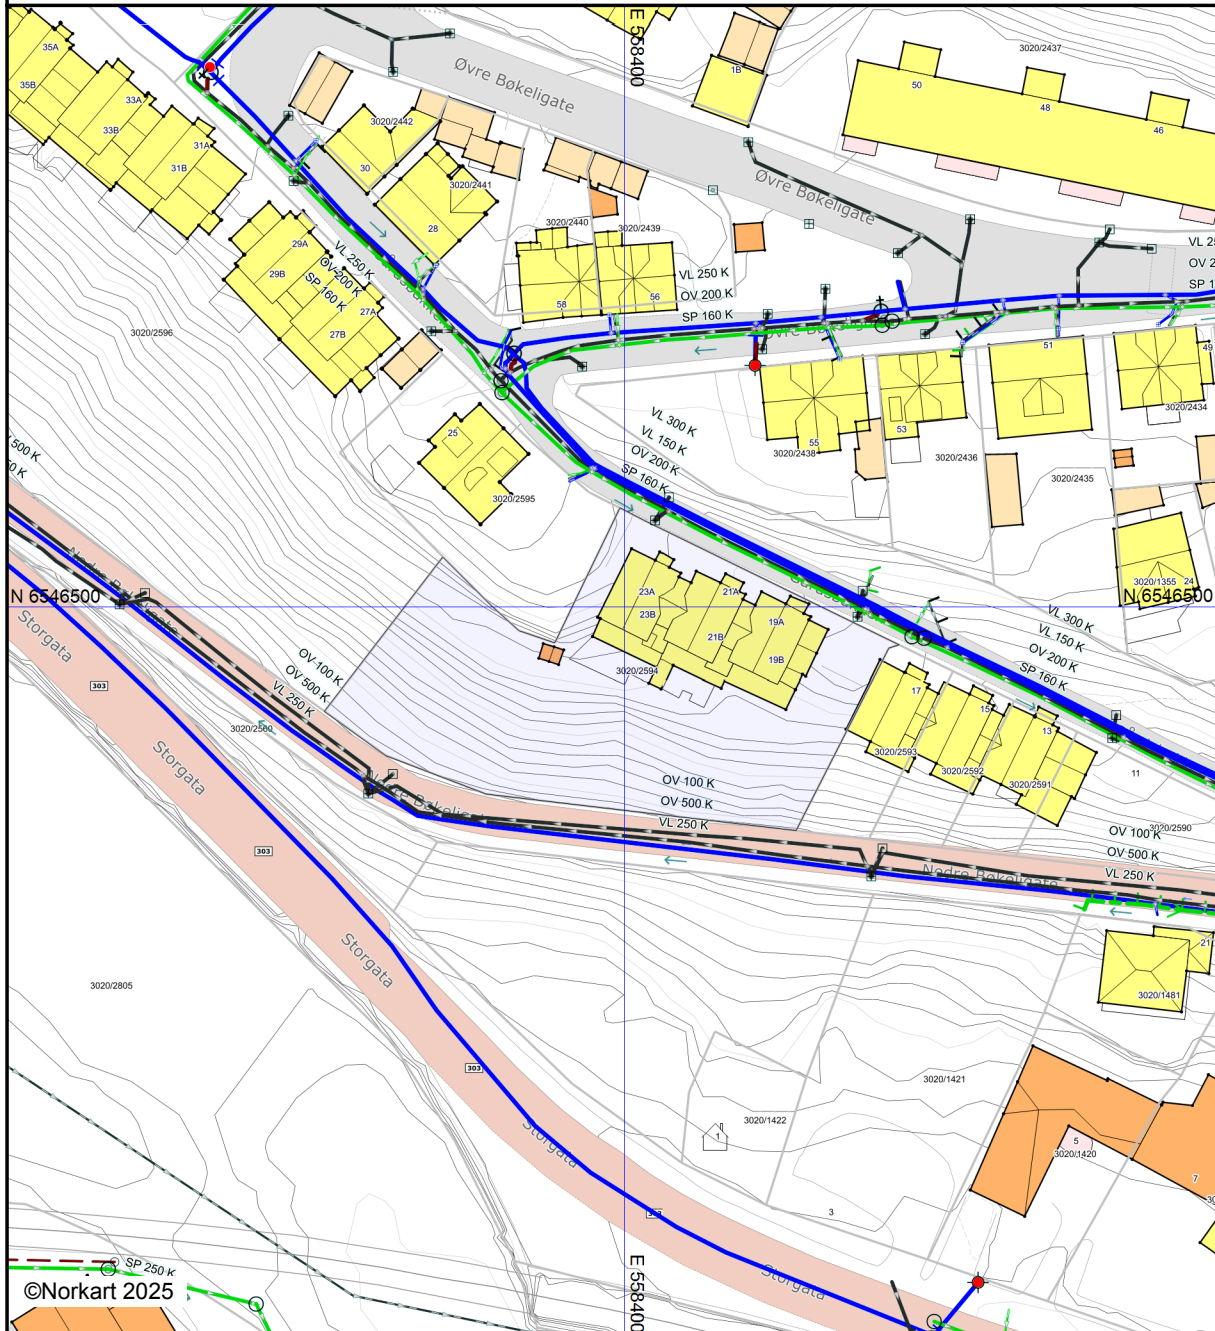 35A
35B
33A
33B
31A
31B
Øvre Bøkeligate
E 558400
1B
3020/2437
50
48
46
3020/2442
30
3020/2441
28
3020/2440
3020/2439
Øvre Bøkeligate
29A
29B
27A
27B
VL 250 K
OV 200 K
SP 160 K
58
56
VL 250 K
OV 200 K
SP 160 K
3020/2596
51
49
3020/2434
55
53
3020/2438
3020/2436
3020/2435
25
3020/2595
VL 300 K
VL 150 K
OV 200 K
SP 160 K
500 K
N 6546500
Storgata
303
23A
23B
21A
21B
19A
19B
3020/2594
3020/1355
24
N 6546500
VL 300 K
VL 150 K
OV 200 K
SP 160 K
OV 100 K
OV 500 K
VL 250 K
3020/2560
17
15
13
11
3020/2593
3020/2592
3020/2591
3020/2590
Storgata
OV 100 K
OV 500 K
VL 250 K
Nedre Bøkeligate
OV 100 K
OV 500 K
VL 250 K
303
Storgata
21
3020/1481
3020/2805
303
3020/1421
3020/1422
1
Storgata
5
3020/1420
7
3
Storgata
SP 250 K
E 558400
©Norkart 2025